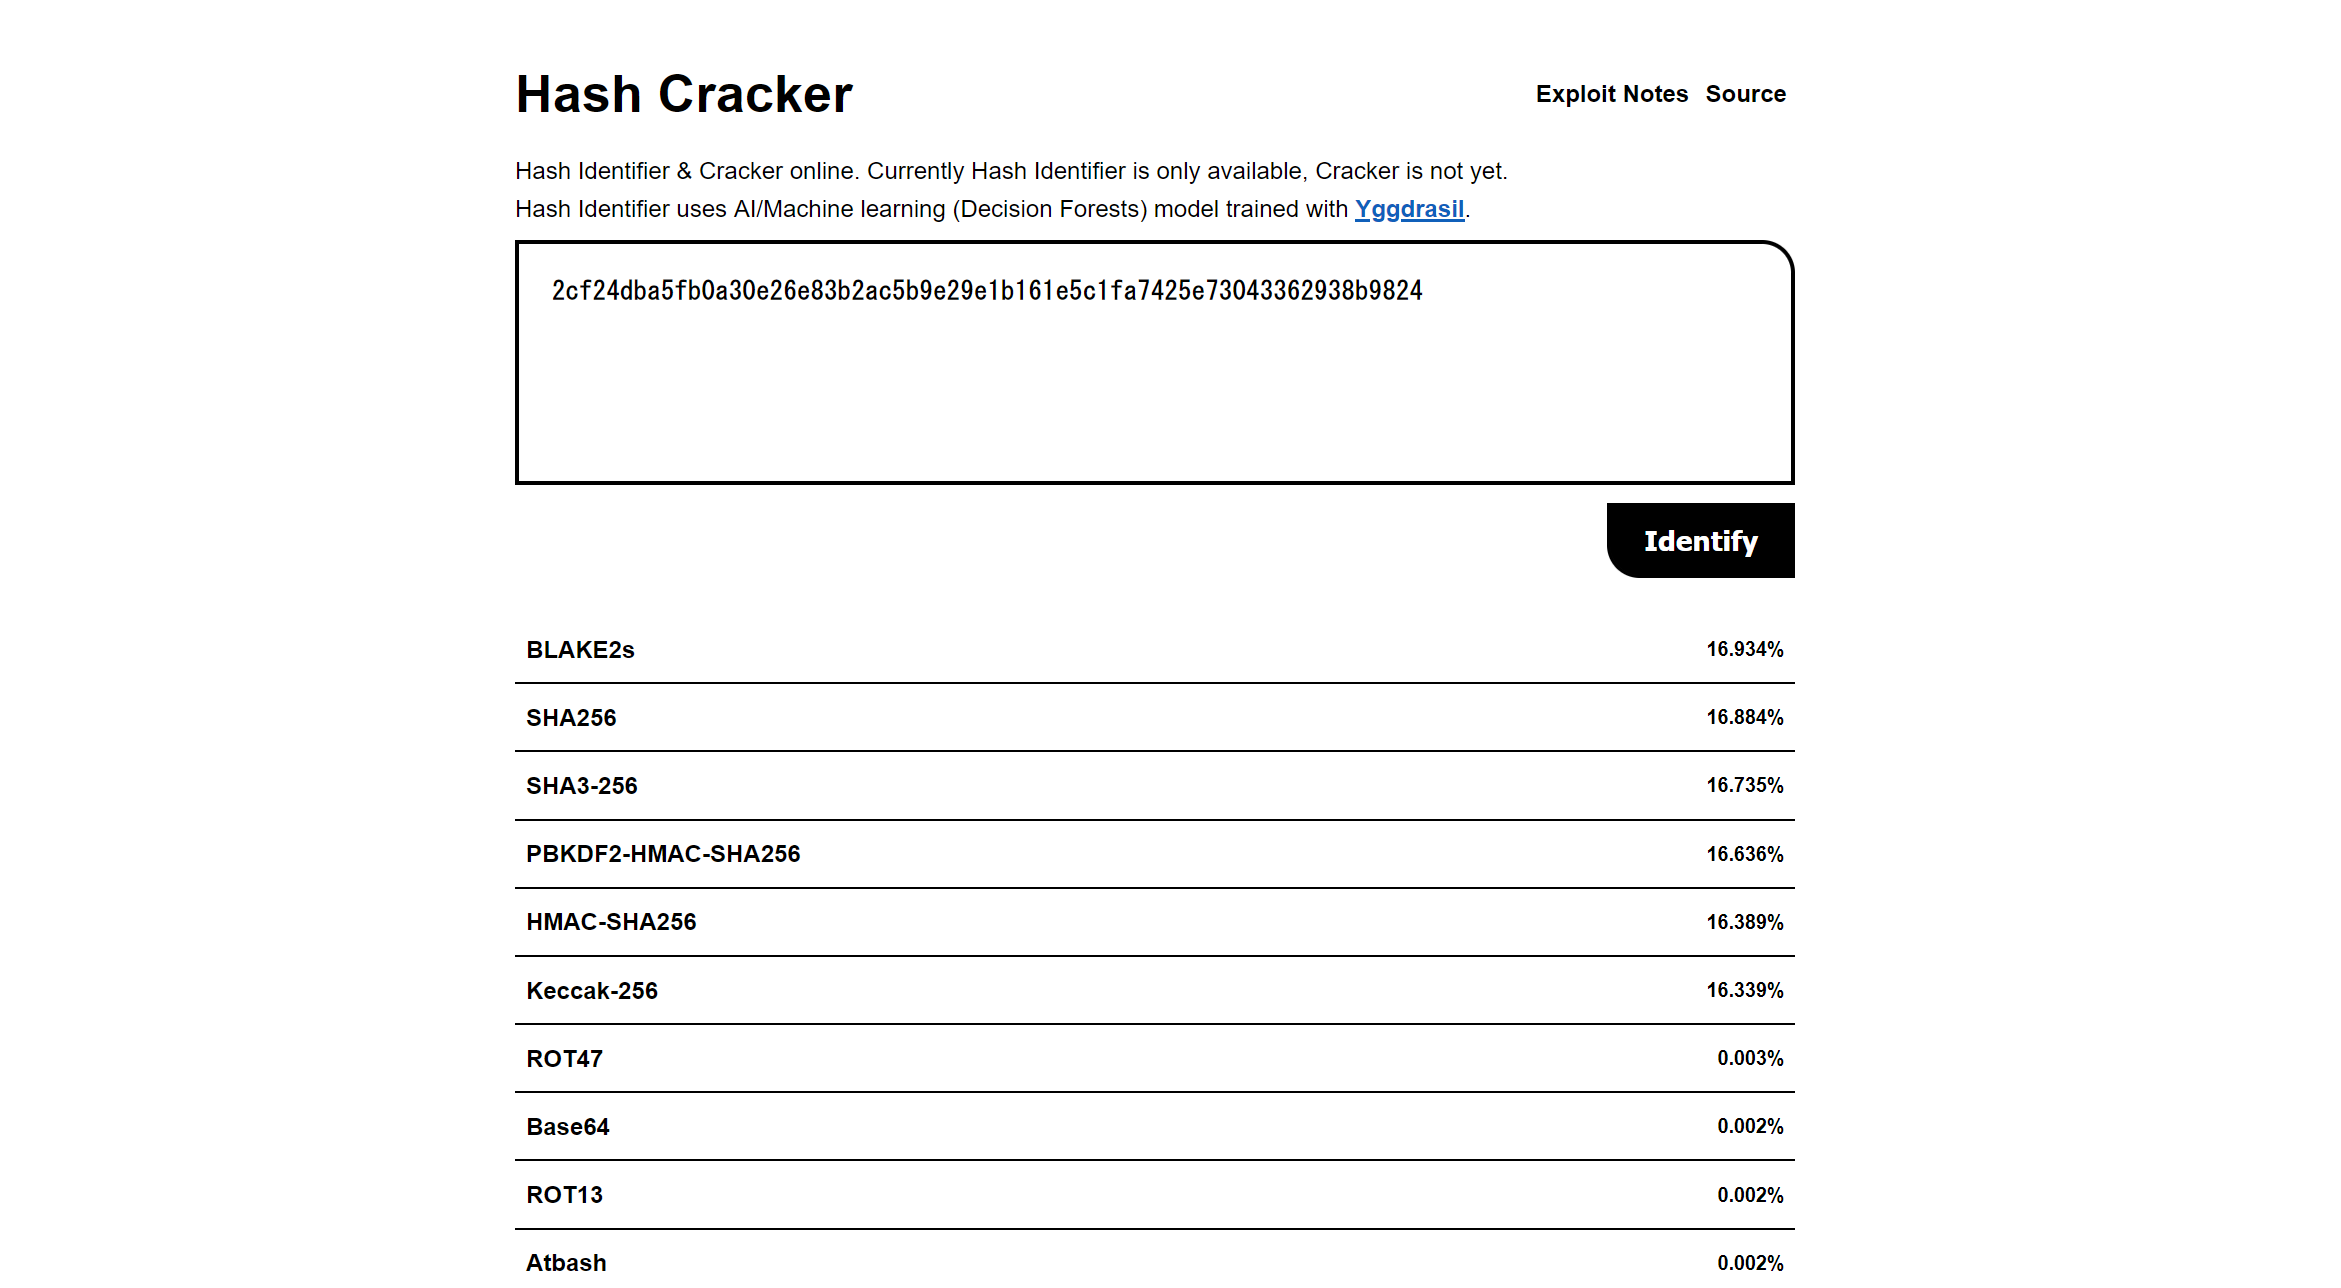 Hash Cracker
Exploit Notes Source
Hash Identifier & Cracker online. Currently Hash Identifier is only available, Cracker is not yet.
Hash Identifier uses AI/Machine learning (Decision Forests) model trained with Yggdrasil.
2cf24dba5fb0a30e26e83b2ac5b9e29e1b161e5c1fa7425e73043362938b9824
Identify
BLAKE2s 16.934%
SHA256 16.884%
SHA3-256 16.735%
PBKDF2-HMAC-SHA256 16.636%
HMAC-SHA256 16.389%
Keccak-256 16.339%
ROT47 0.003%
Base64 0.002%
ROT13 0.002%
Atbash 0.002%